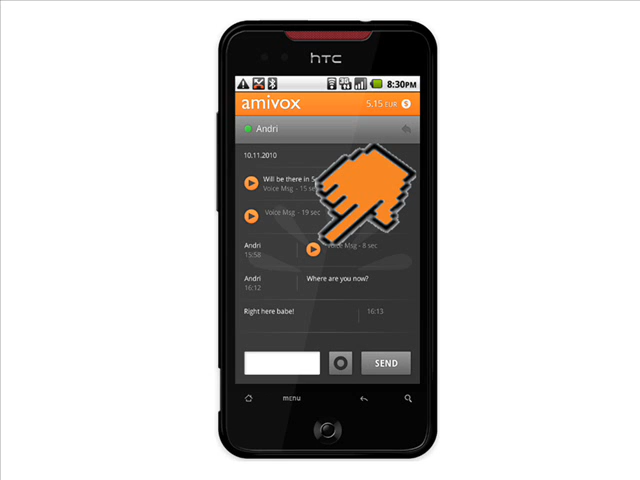 hTC
3G
8:30PM
amivox 5.15 EUR
Andri
10.11.2010
Will be there in 5
Voice Msg - 15 sec
Voice Msg - 19 sec
Andri
15:58
Voice Msg - 8 sec
Andri
16:12
Where are you now?
Right here babe! 16:13
SEND
MENU